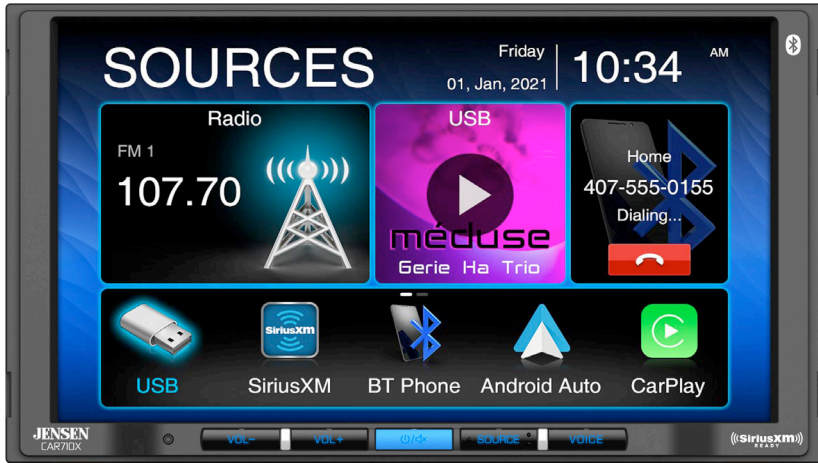 SOURCES
Friday
01, Jan, 2021
10:34 AM
Radio
FM 1
107.70
USB
méduse
Gerie Ha Trio
Home
407-555-0155
Dialing...
USB
SiriusXM
SiriusXM
BT Phone
Android Auto
CarPlay
JENSEN
CAR710X
VOL-
VOL+
SOURCE
VOICE
((SiriusXm))
READY